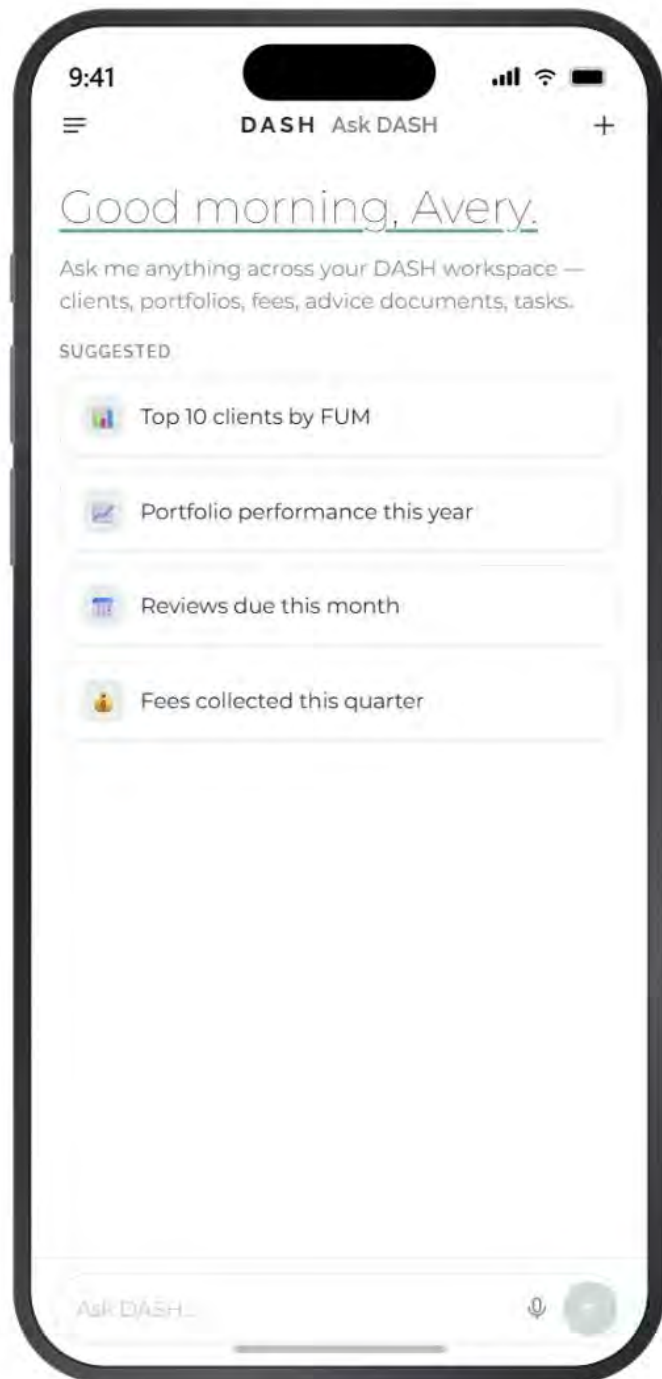 9:41
DASH Ask DASH
Good morning, Avery.
Ask me anything across your DASH workspace —
clients, portfolios, fees, advice documents, tasks.
SUGGESTED
Top 10 clients by FUM
Portfolio performance this year
Reviews due this month
Fees collected this quarter
Ask DASH...